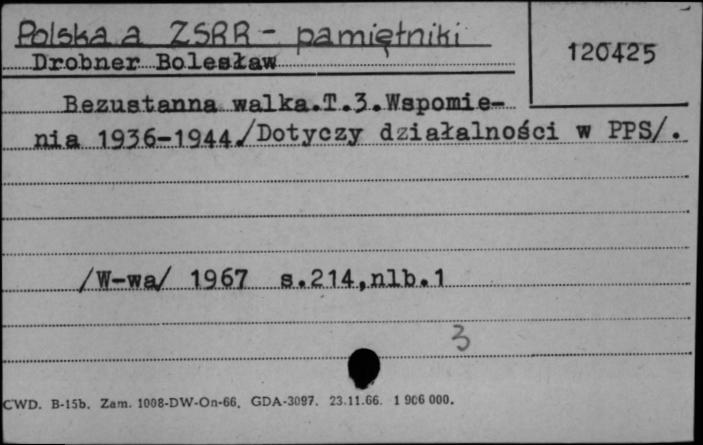 Polska a ZSRR - pamiętniki
120425
Drobner Bolesław
Bezustanna walka.T.3.Wspomie-
nia 1936-1944./Dotyczy działalności w PPS/.
/W-wa/ 1967 s.214,nlb.1
3
CWD. B-15b. Zam. 1008-DW-On-66. GDA-3097. 23.11.66. 1 906 000.